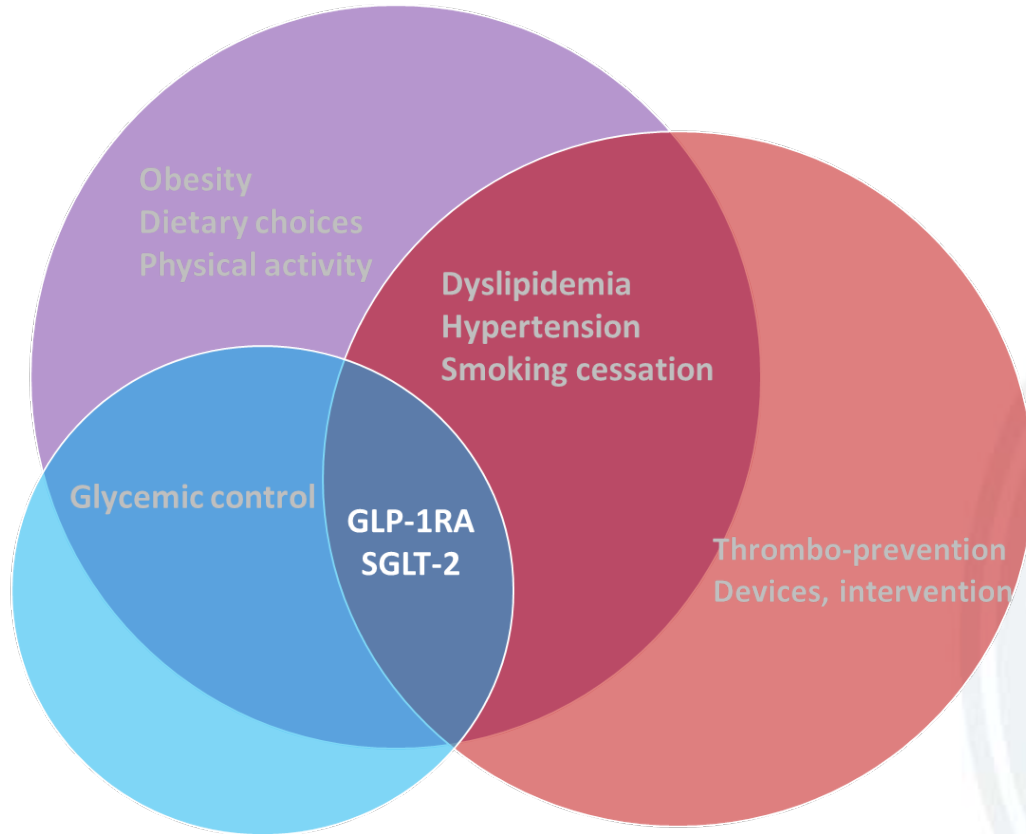 Obesity
Dietary choices
Physical activity
Dyslipidemia
Hypertension
Smoking cessation
Glycemic control
GLP-1RA
SGLT-2
Thrombo-prevention
Devices, intervention